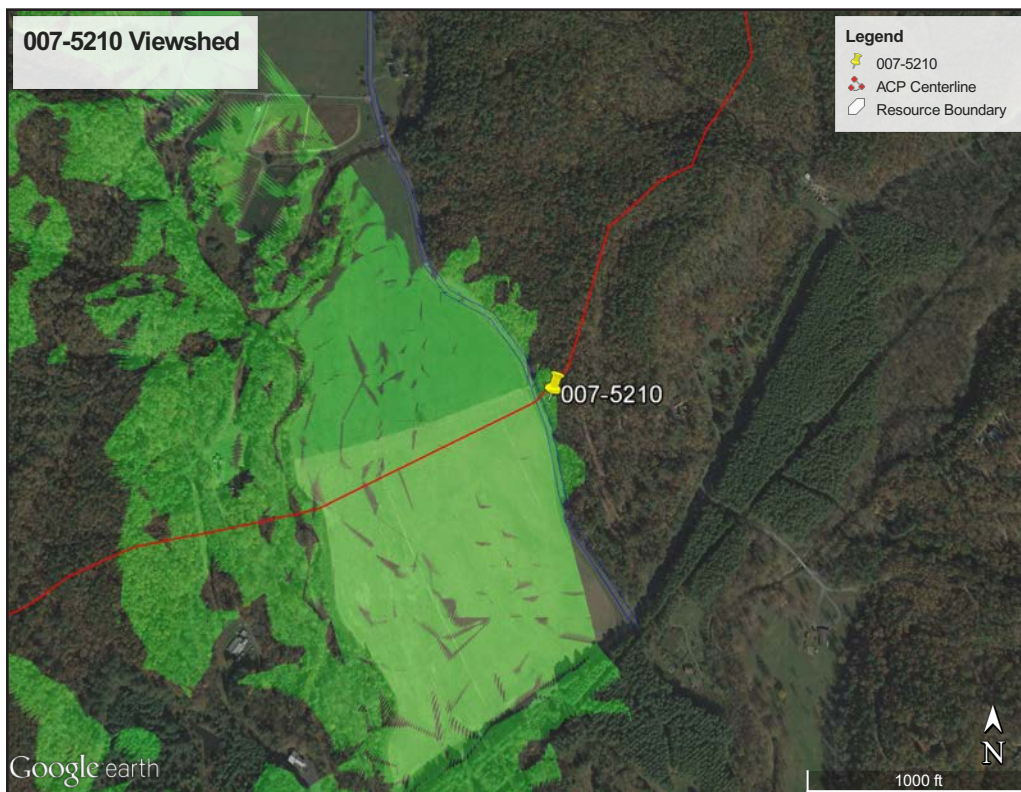 007-5210 Viewshed
Legend
007-5210
ACP Centerline
Resource Boundary
007-5210
Google earth
N
1000 ft